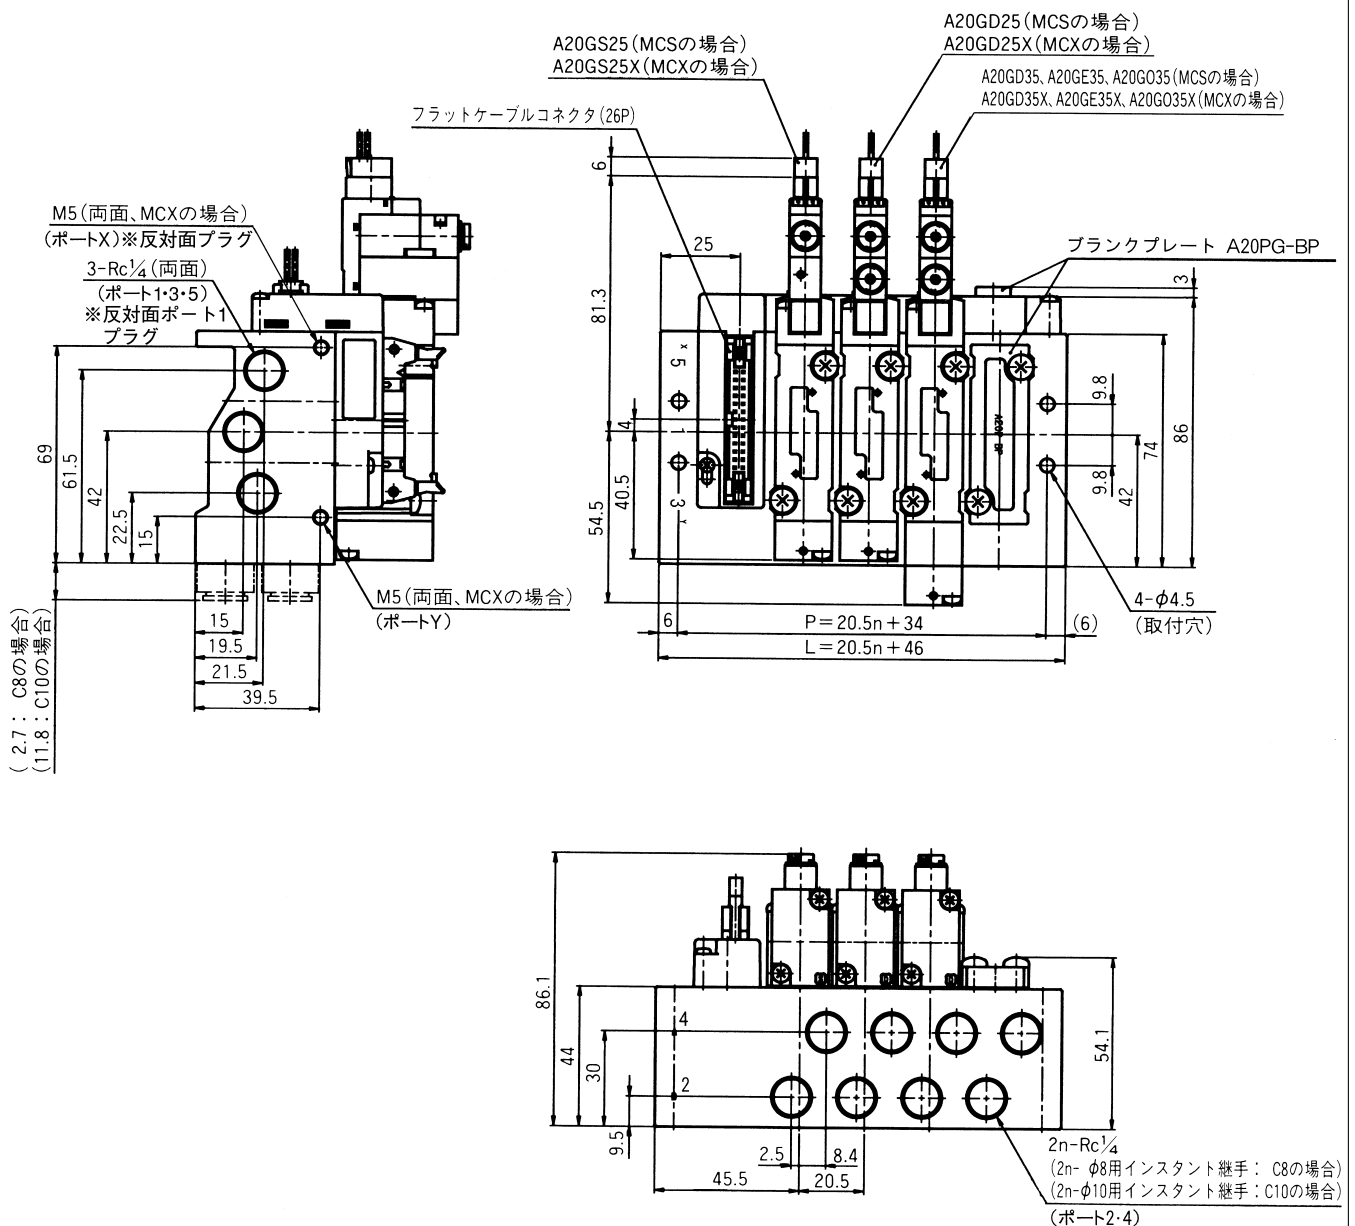 A20GS25(MCSの場合)
A20GS25X(MCXの場合)
A20GD25(MCSの場合)
A20GD25X(MCXの場合)
A20GD35、A20GE35、A20GO35(MCSの場合)
A20GD35X、A20GE35X、A20GO35X(MCXの場合)
フラットケーブルコネクタ(26P)
M5(両面、MCXの場合)
(ポートX)※反対面プラグ
3-Rc1/4(両面)
(ポート1・3・5)
※反対面ポート1
プラグ
69
61.5
42
22.5
15
15
19.5
21.5
39.5
( 2.7: C8の場合)
(11.8:C10の場合)
M5(両面、MCXの場合)
(ポートY)
6
81.3
25
4
40.5
54.5
X
5
1
3
Y
ブランクプレート A20PG-BP
3
9.8
9.8
74
86
42
6
P=20.5n+34
(6)
L=20.5n+46
4-φ4.5
(取付穴)
86.1
44
30
9.5
4
2
54.1
2.5
8.4
45.5
20.5
2n-Rc1/4
(2n- φ8用インスタント継手: C8の場合)
(2n-φ10用インスタント継手:C10の場合)
(ポート2・4)